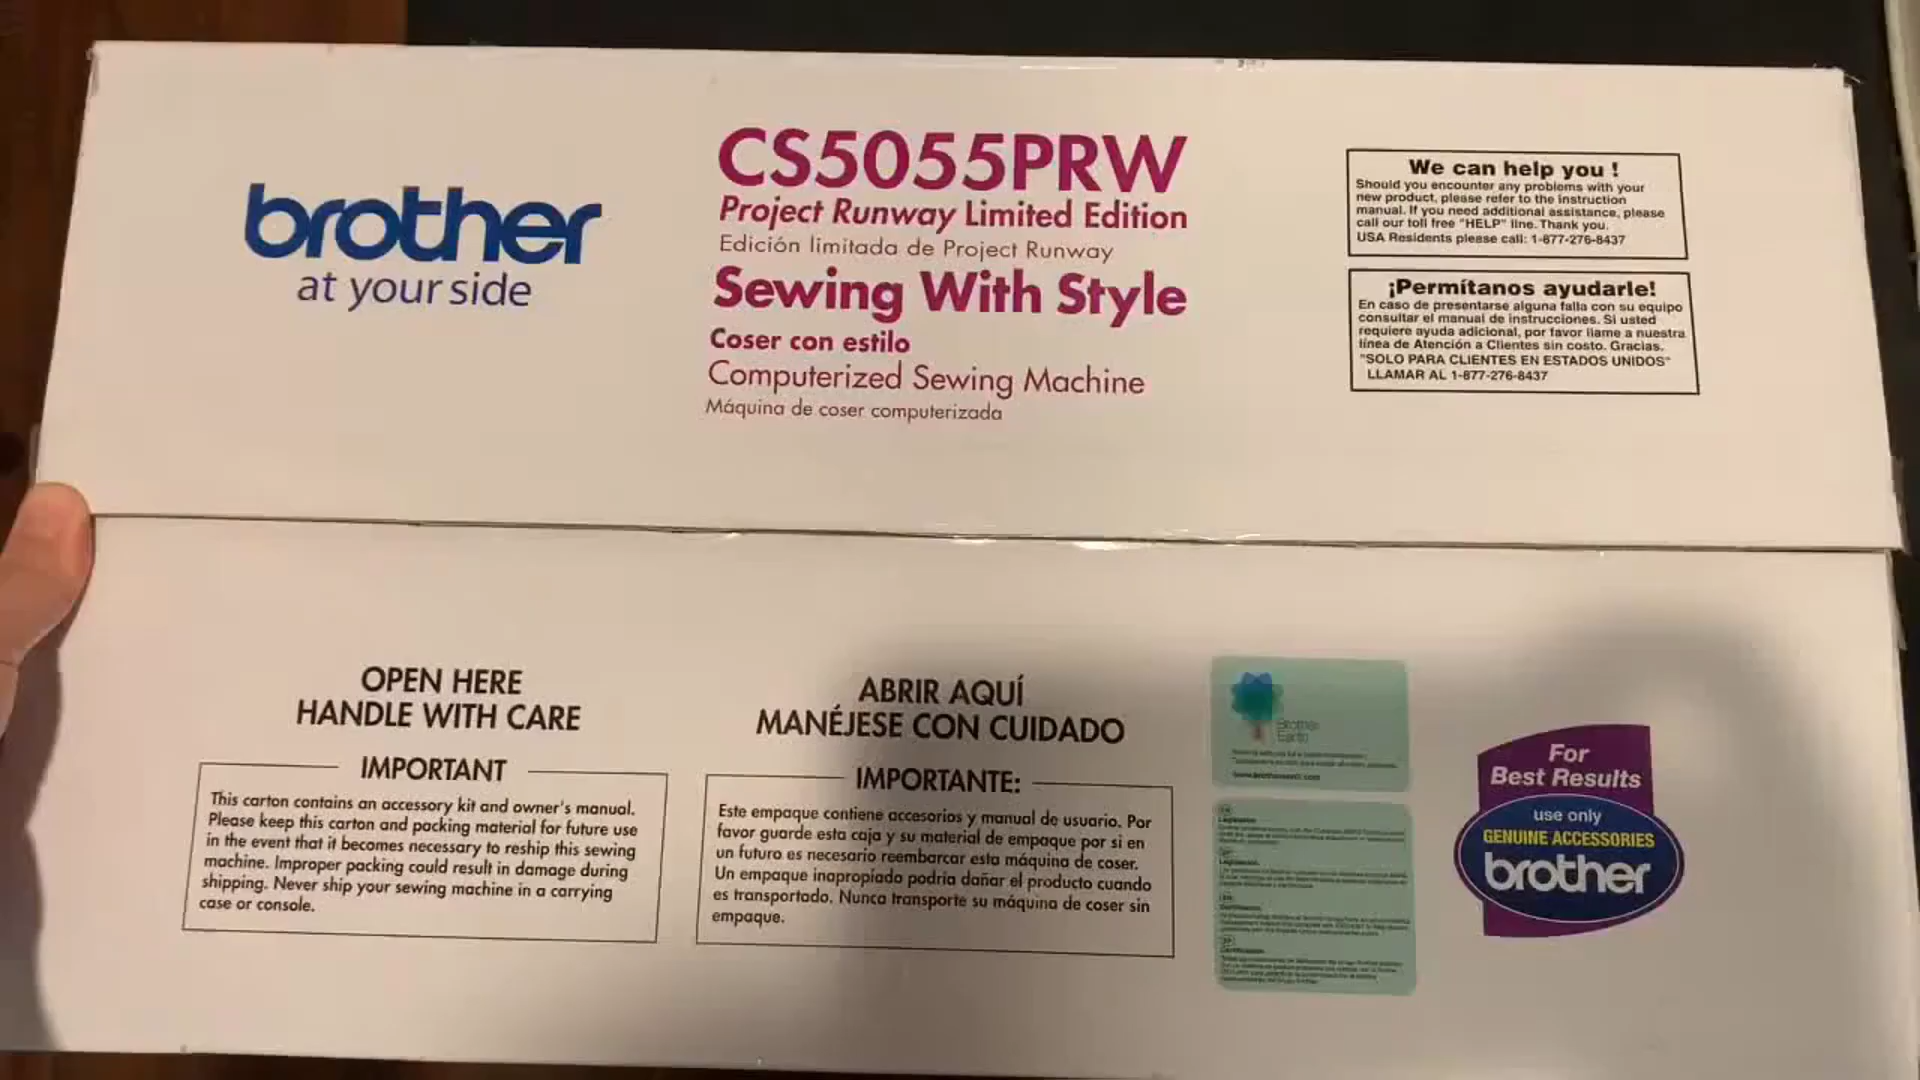 brother
at your side
CS5055PRW
Project Runway Limited Edition
Edición limitada de Project Runway
Sewing With Style
Coser con estilo
Computerized Sewing Machine
Máquina de coser computerizada
We can help you !
Should you encounter any problems with your
new product, please refer to the instruction
manual. If you need additional assistance, please
call our toll free "HELP" line. Thank you.
USA Residents please call: 1-877-276-8437
¡Permítanos ayudarle!
En caso de presentarse alguna falla con su equipo
consultar el manual de instrucciones. Si usted
requiere ayuda adicional, por favor llame a nuestra
línea de Atención a Clientes sin costo. Gracias.
"SOLO PARA CLIENTES EN ESTADOS UNIDOS"
LLAMAR AL 1-877-276-8437
OPEN HERE
HANDLE WITH CARE
IMPORTANT
This carton contains an accessory kit and owner's manual.
Please keep this carton and packing material for future use
in the event that it becomes necessary to reship this sewing
machine. Improper packing could result in damage during
shipping. Never ship your sewing machine in a carrying
case or console.
ABRIR AQUÍ
MANÉJESE CON CUIDADO
IMPORTANTE:
Este empaque contiene accesorios y manual de usuario. Por
favor guarde esta caja y su material de empaque por si en
un futuro es necesario reembarcar esta máquina de coser.
Un empaque inapropiado podria dañar el producto cuando
es transportado. Nunca transporte su máquina de coser sin
empaque.
Brother
Earth
www.brotherearth.com
For
Best Results
use only
GENUINE ACCESSORIES
brother